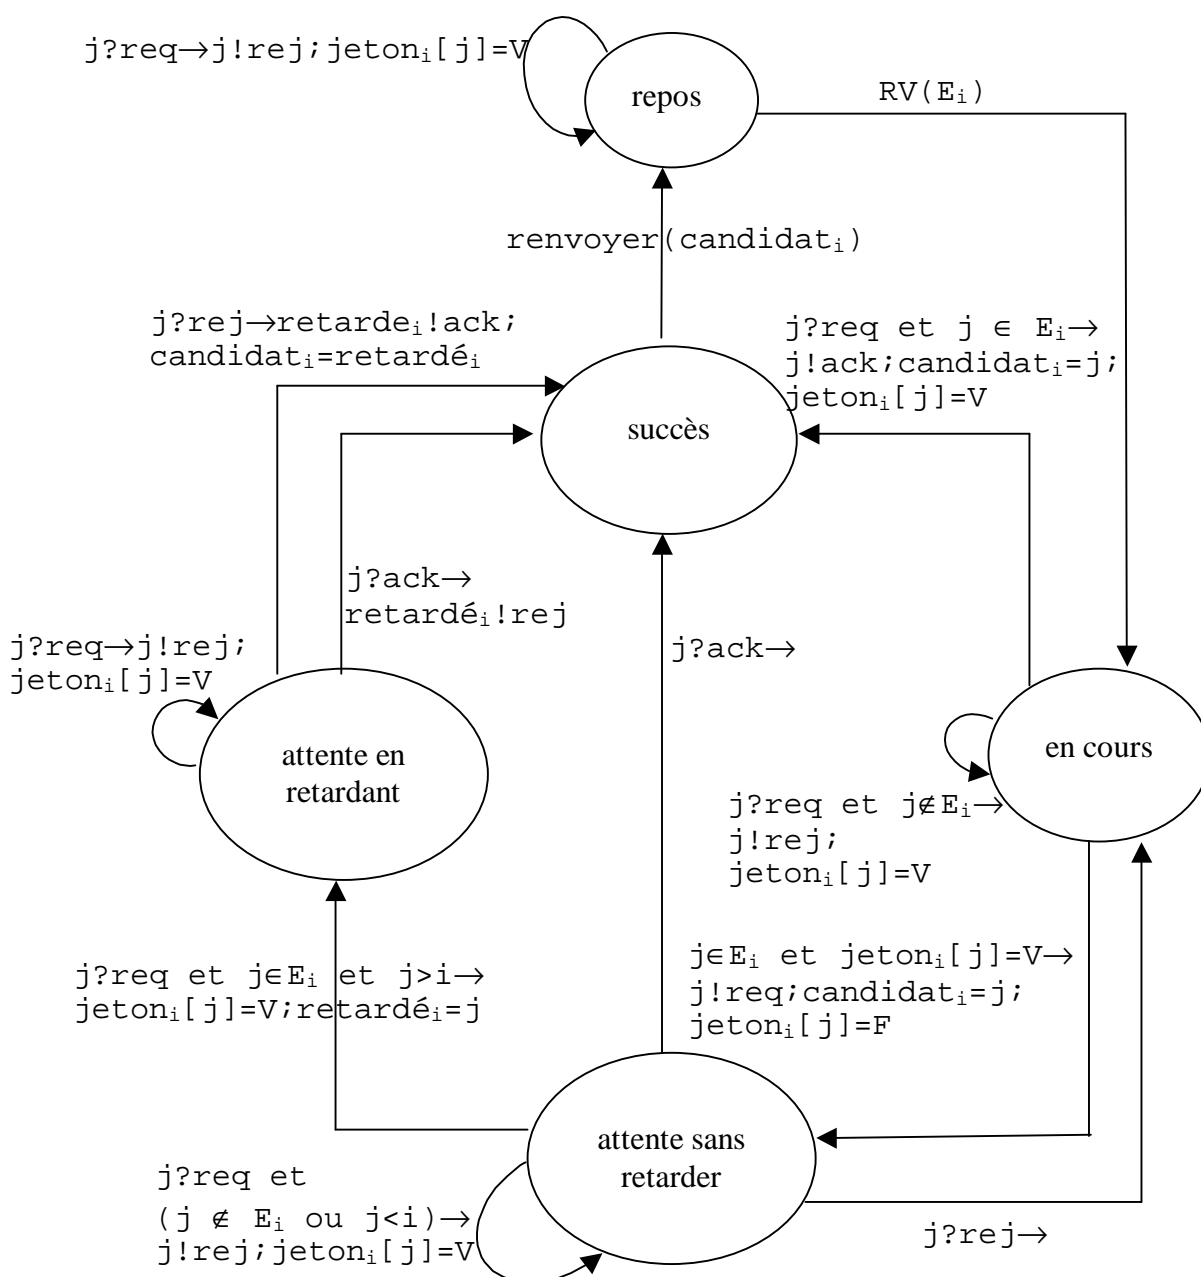 j?req→j!rej;jetonᵢ[j]=V
repos
RV(Eᵢ)
renvoyer(candidatᵢ)
j?rej→retardeᵢ!ack;
candidatᵢ=retardéᵢ
j?req et j ∈ Eᵢ→
j!ack;candidatᵢ=j;
jetonᵢ[j]=V
succès
j?ack→
retardéᵢ!rej
j?req→j!rej;
jetonᵢ[j]=V
j?ack→
attente en
retardant
en cours
j?req et j∉Eᵢ→
j!rej;
jetonᵢ[j]=V
j?req et j∈Eᵢ et j>i→
jetonᵢ[j]=V;retardéᵢ=j
j∈Eᵢ et jetonᵢ[j]=V→
j!req;candidatᵢ=j;
jetonᵢ[j]=F
attente sans
retarder
j?req et
(j ∉ Eᵢ ou j<i)→
j!rej;jetonᵢ[j]=V
j?rej→